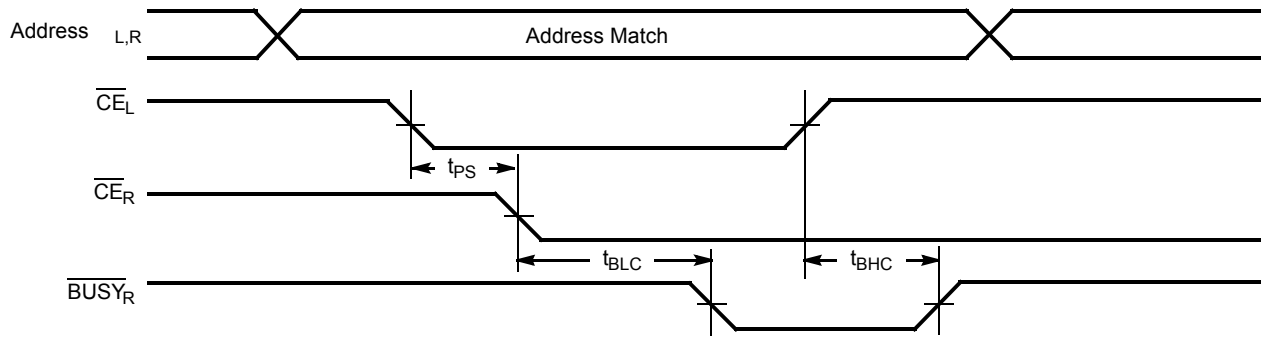 Address L,R
Address Match
CEL
tPS
CER
tBLC
tBHC
BUSYR